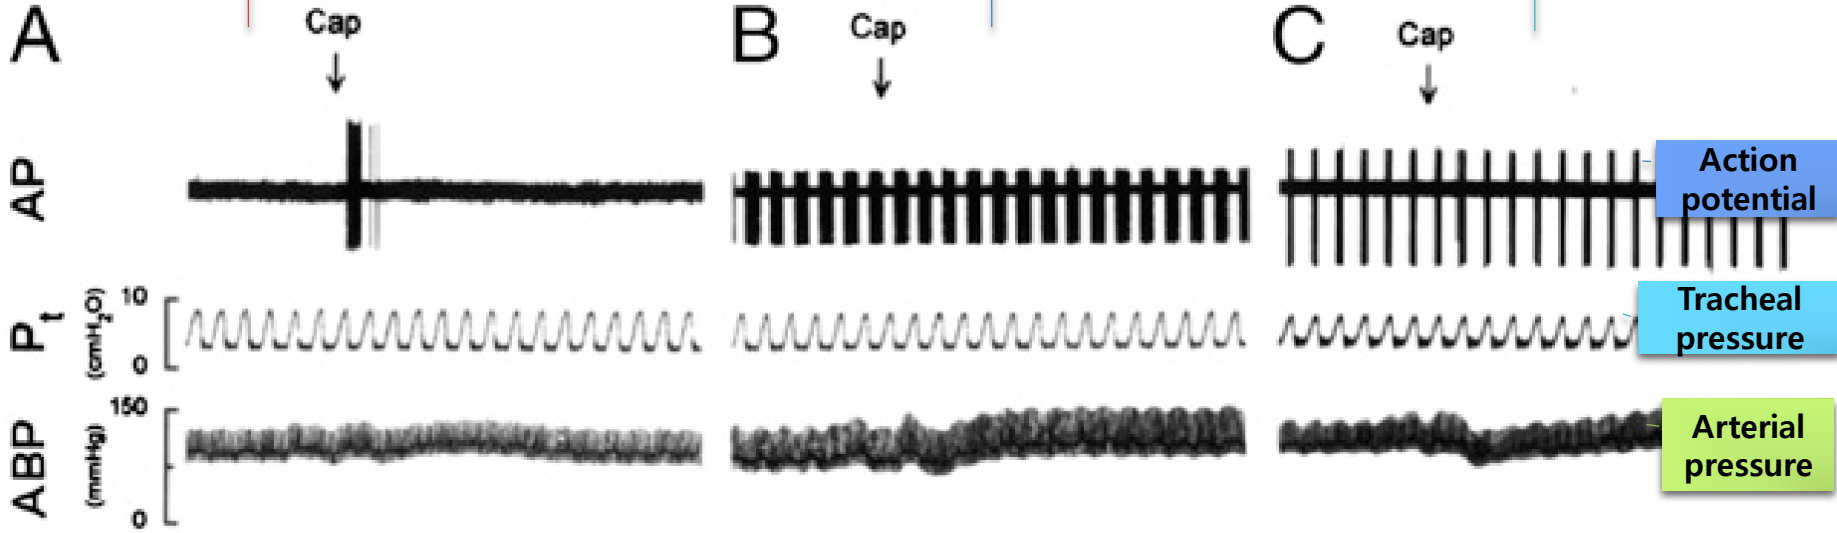 A
Cap
B
Cap
C
Cap
AP
Action
potential
Pt
(cmH2O)
10
0
Tracheal
pressure
ABP
(mmHg)
150
0
Arterial
pressure